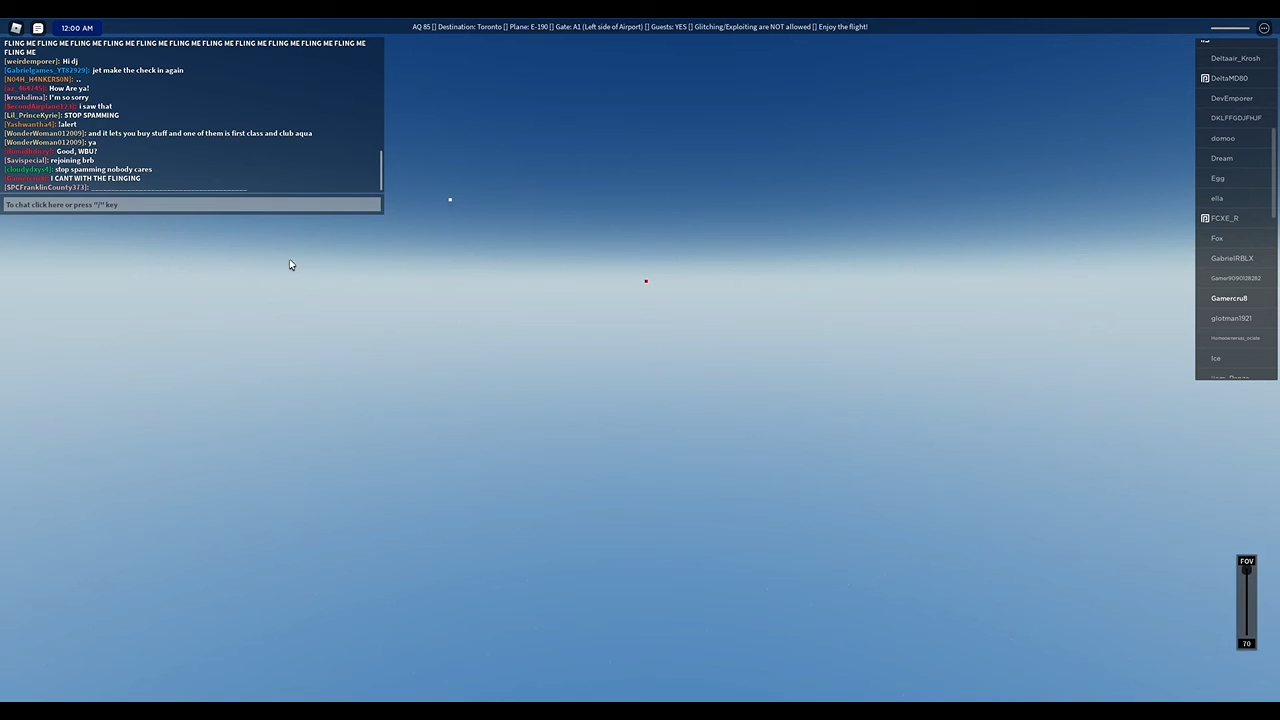 12:00 AM
AQ 85 [] Destination: Toronto [] Plane: E-190 [] Gate: A1 (Left side of Airport) [] Guests: YES [] Glitching/Exploiting are NOT allowed [] Enjoy the flight!
FLING ME FLING ME FLING ME FLING ME FLING ME FLING ME FLING ME FLING ME FLING ME FLING ME FLING ME
FLING ME
[weirdemporer]: Hi dj
[Gabrielgames_YT82929]: jet make the check in again
[N04H_H4NKERS0N]: ..
How Are ya!
[kroshdima]: I'm so sorry
[SecondAirplane123]: i saw that
[Lil_PrinceKyrie]: STOP SPAMMING
[Yashwantha4]: !alert
[WonderWoman012009]: and it lets you buy stuff and one of them is first class and club aqua
[WonderWoman012009]: ya
Good, WBU?
[Savispecial]: rejoining brb
[cloudydxys4]: stop spamming nobody cares
[Gamercru8]: I CANT WITH THE FLINGING
[SPCFranklinCounty373]: ________________________________________
To chat click here or press "/" key
Deltaair_Krosh
DeltaMD80
DevEmporer
DKLFFGDJFHJF
domoo
Dream
Egg
ella
FCXE_R
Fox
GabrielRBLX
Gamer9090128282
Gamercru8
glotman1921
Ice
FOV
70